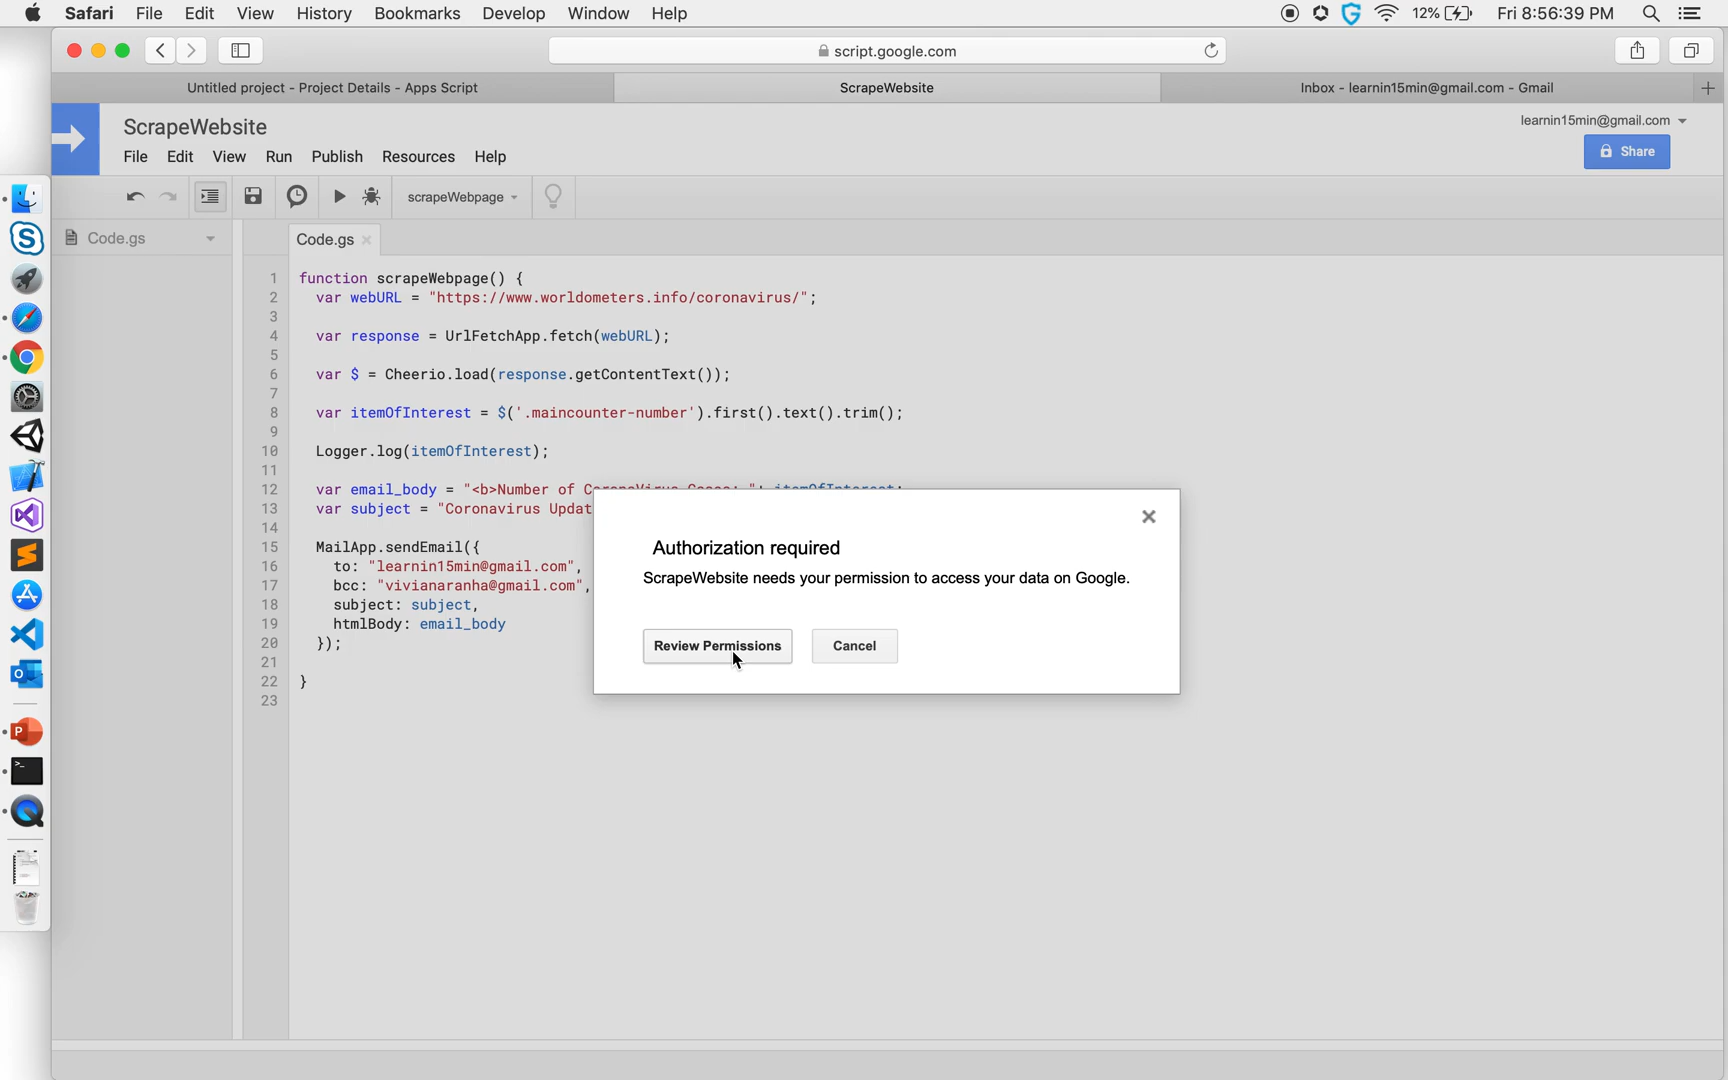 Safari File Edit View History Bookmarks Develop Window Help 12% Fri 8:56:39 PM
script.google.com
Untitled project - Project Details - Apps Script ScrapeWebsite Inbox - learnin15min@gmail.com - Gmail
ScrapeWebsite learnin15min@gmail.com
File Edit View Run Publish Resources Help Share
scrapeWebpage
Code.gs Code.gs
1 function scrapeWebpage() {
2 var webURL = "https://www.worldometers.info/coronavirus/";
3
4 var response = UrlFetchApp.fetch(webURL);
5
6 var $ = Cheerio.load(response.getContentText());
7
8 var itemOfInterest = $('.maincounter-number').first().text().trim();
9
10 Logger.log(itemOfInterest);
11
12 var email_body = "<b>Number of CoronaVirus Cases: "+ itemOfInterest;
13 var subject = "Coronavirus Updat
14
15 MailApp.sendEmail({
16 to: "learnin15min@gmail.com",
17 bcc: "vivianaranha@gmail.com",
18 subject: subject,
19 htmlBody: email_body
20 });
21
22 }
23
Authorization required
ScrapeWebsite needs your permission to access your data on Google.
Review Permissions Cancel